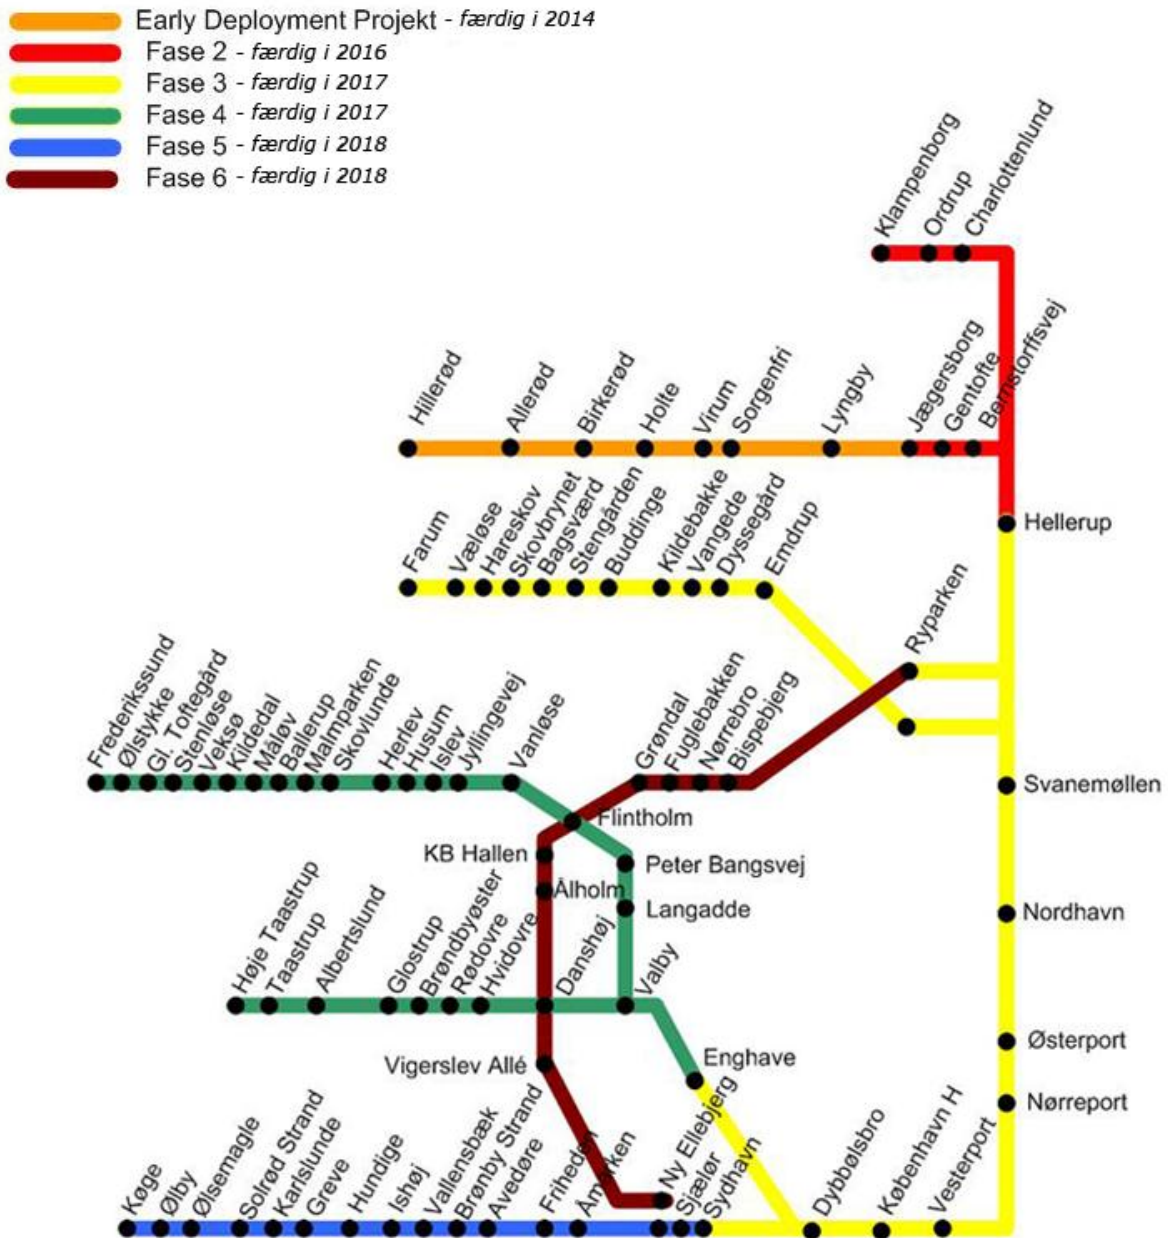 Early Deployment Projekt - færdig i 2014
Fase 2 - færdig i 2016
Fase 3 - færdig i 2017
Fase 4 - færdig i 2017
Fase 5 - færdig i 2018
Fase 6 - færdig i 2018
Klampenborg
Ordrup
Charlottenlund
Hillerød
Allerød
Birkerød
Holte
Virum
Sorgenfri
Lyngby
Jægersborg
Gentofte
Bernstorffsvej
Hellerup
Farum
Væløse
Hareskov
Skovbrynet
Bagsværd
Stengården
Buddinge
Kildebakke
Vangede
Dyssegård
Emdrup
Ryparken
Frederikssund
Ølstykke
Gl. Toftegård
Stenløse
Veksø
Kildedal
Måløv
Ballerup
Malmparken
Skovlunde
Herlev
Husum
Islev
Jyllingevej
Vanløse
Grøndal
Fuglebakken
Nørrebro
Bispebjerg
Svanemøllen
Flintholm
KB Hallen
Peter Bangsvej
Ålholm
Langadde
Nordhavn
Høje Taastrup
Taastrup
Albertslund
Glostrup
Brøndbyøster
Rødovre
Hvidovre
Danshøj
Valby
Østerport
Vigerslev Allé
Enghave
Nørreport
Køge
Ølby
Ølsemagle
Solrød Strand
Karlslunde
Greve
Hundige
Ishøj
Vallensbæk
Brønby Strand
Avedøre
Friheden
Åmarken
Ny Ellebjerg
Sjælør
Sydhavn
Dybbølsbro
København H
Vesterport